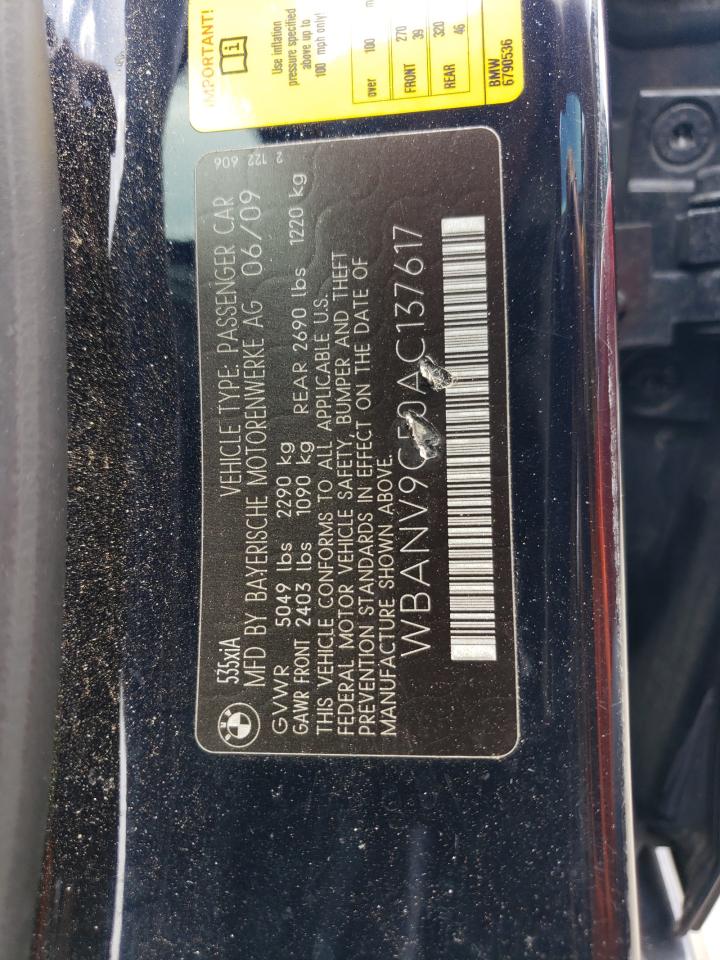 IMPORTANT!
Use inflation
pressure specified
above up to
100 mph only!
over 100
FRONT 270 39
REAR 320 46
BMW
6790536
2 122 606
535xiA VEHICLE TYPE: PASSENGER CAR
MFD BY BAYERISCHE MOTORENWERKE AG 06/09
GVWR 5049 lbs 2290 kg
GAWR FRONT 2403 lbs 1090 kg REAR 2690 lbs 1220 kg
THIS VEHICLE CONFORMS TO ALL APPLICABLE U.S.
FEDERAL MOTOR VEHICLE SAFETY, BUMPER AND THEFT
PREVENTION STANDARDS IN EFFECT ON THE DATE OF
MANUFACTURE SHOWN ABOVE.
WBANV9C50AC137617